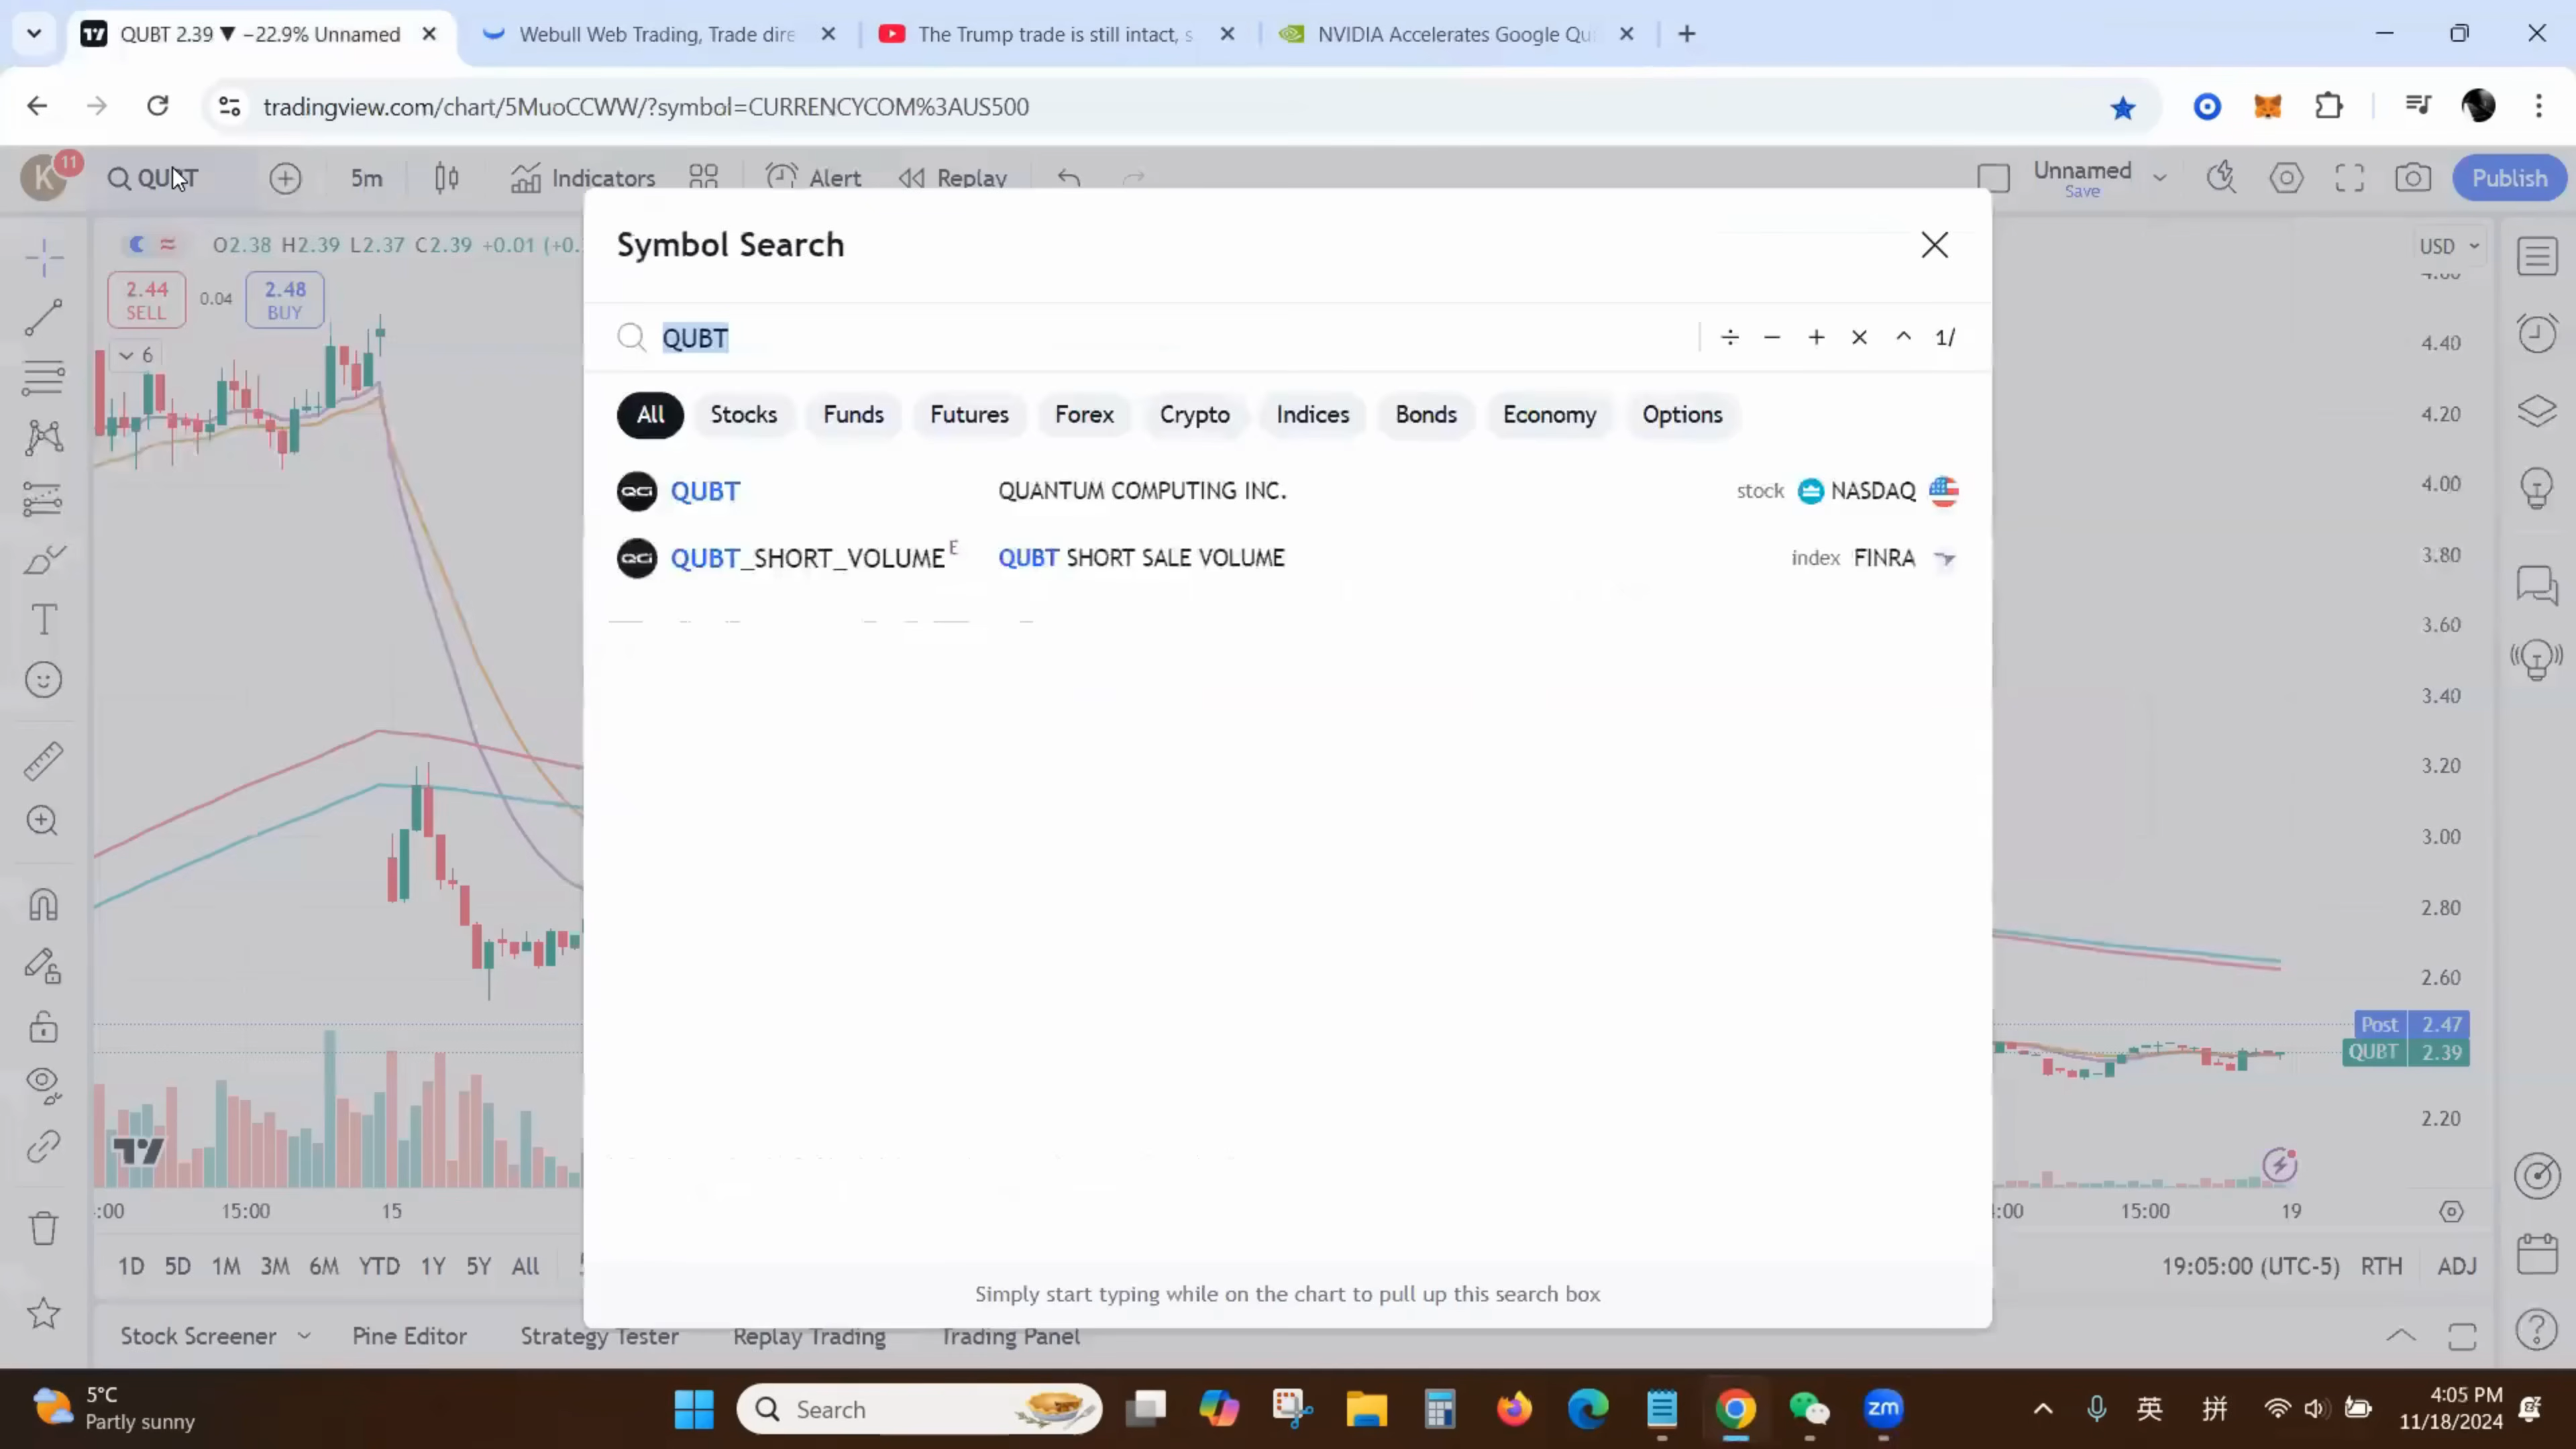 QUBT 2.39 ▼ −22.9% Unnamed
Webull Web Trading, Trade dire
The Trump trade is still intact, s
NVIDIA Accelerates Google Qu
tradingview.com/chart/5MuoCCWW/?symbol=CURRENCYCOM%3AUS500
K 11
QUBT
5m
Indicators
Alert
Replay
Unnamed
Save
Publish
O2.38 H2.39 L2.37 C2.39 +0.01 (+0.
2.44
SELL
0.04
2.48
BUY
6
Symbol Search
QUBT
÷ − + × ^ 1/
All Stocks Funds Futures Forex Crypto Indices Bonds Economy Options
QCi QUBT QUANTUM COMPUTING INC. stock NASDAQ
QCi QUBT_SHORT_VOLUME E QUBT SHORT SALE VOLUME index FINRA
Simply start typing while on the chart to pull up this search box
USD
4.40
4.20
4.00
3.80
3.60
3.40
3.20
3.00
2.80
2.60
Post 2.47
QUBT 2.39
2.20
:00 15:00 15
:00 15:00 19
1D 5D 1M 3M 6M YTD 1Y 5Y All
19:05:00 (UTC-5) RTH ADJ
Stock Screener Pine Editor Strategy Tester Replay Trading Trading Panel
5°C
Partly sunny
Search
zm
英 拼
4:05 PM
11/18/2024